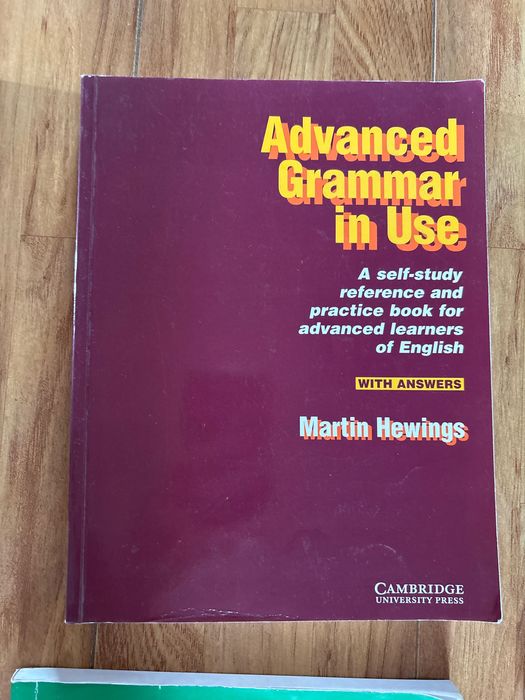 Advanced
Grammar
in Use
A self-study
reference and
practice book for
advanced learners
of English
WITH ANSWERS
Martin Hewings
CAMBRIDGE
UNIVERSITY PRESS